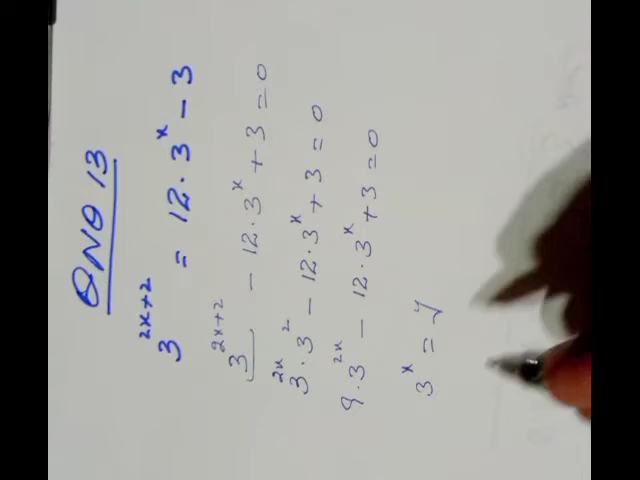 QNO 13
3^{2x+2} = 12 . 3^x - 3
3^{2x+2} - 12 . 3^x + 3 = 0
3^{2x} . 3^2 - 12 . 3^x + 3 = 0
9 . 3^{2x} - 12 . 3^x + 3 = 0
3^x = y